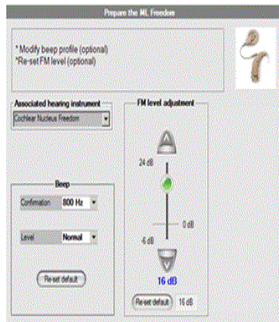 Prepare the MLxi Freedom
* Modify beep profile (optional)
*Re-set FM level (optional)
Associated hearing instrument
Cochlear Nucleus Freedom
Beep
Confirmation 800 Hz
Level Normal
Re-set default
FM level adjustment
24 dB
0 dB
-6 dB
16 dB
Re-set default 16 dB